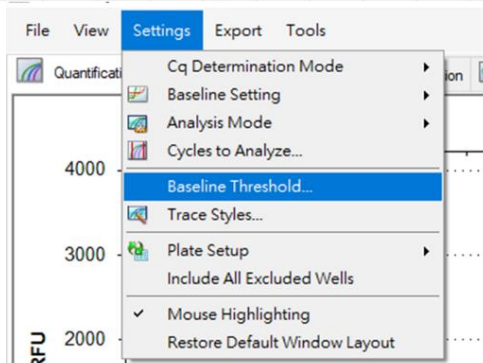 File View Settings Export Tools
Quantificati
ion
Cq Determination Mode
Baseline Setting
Analysis Mode
Cycles to Analyze...
Baseline Threshold...
Trace Styles...
Plate Setup
Include All Excluded Wells
Mouse Highlighting
Restore Default Window Layout
4000
3000
2000
RFU